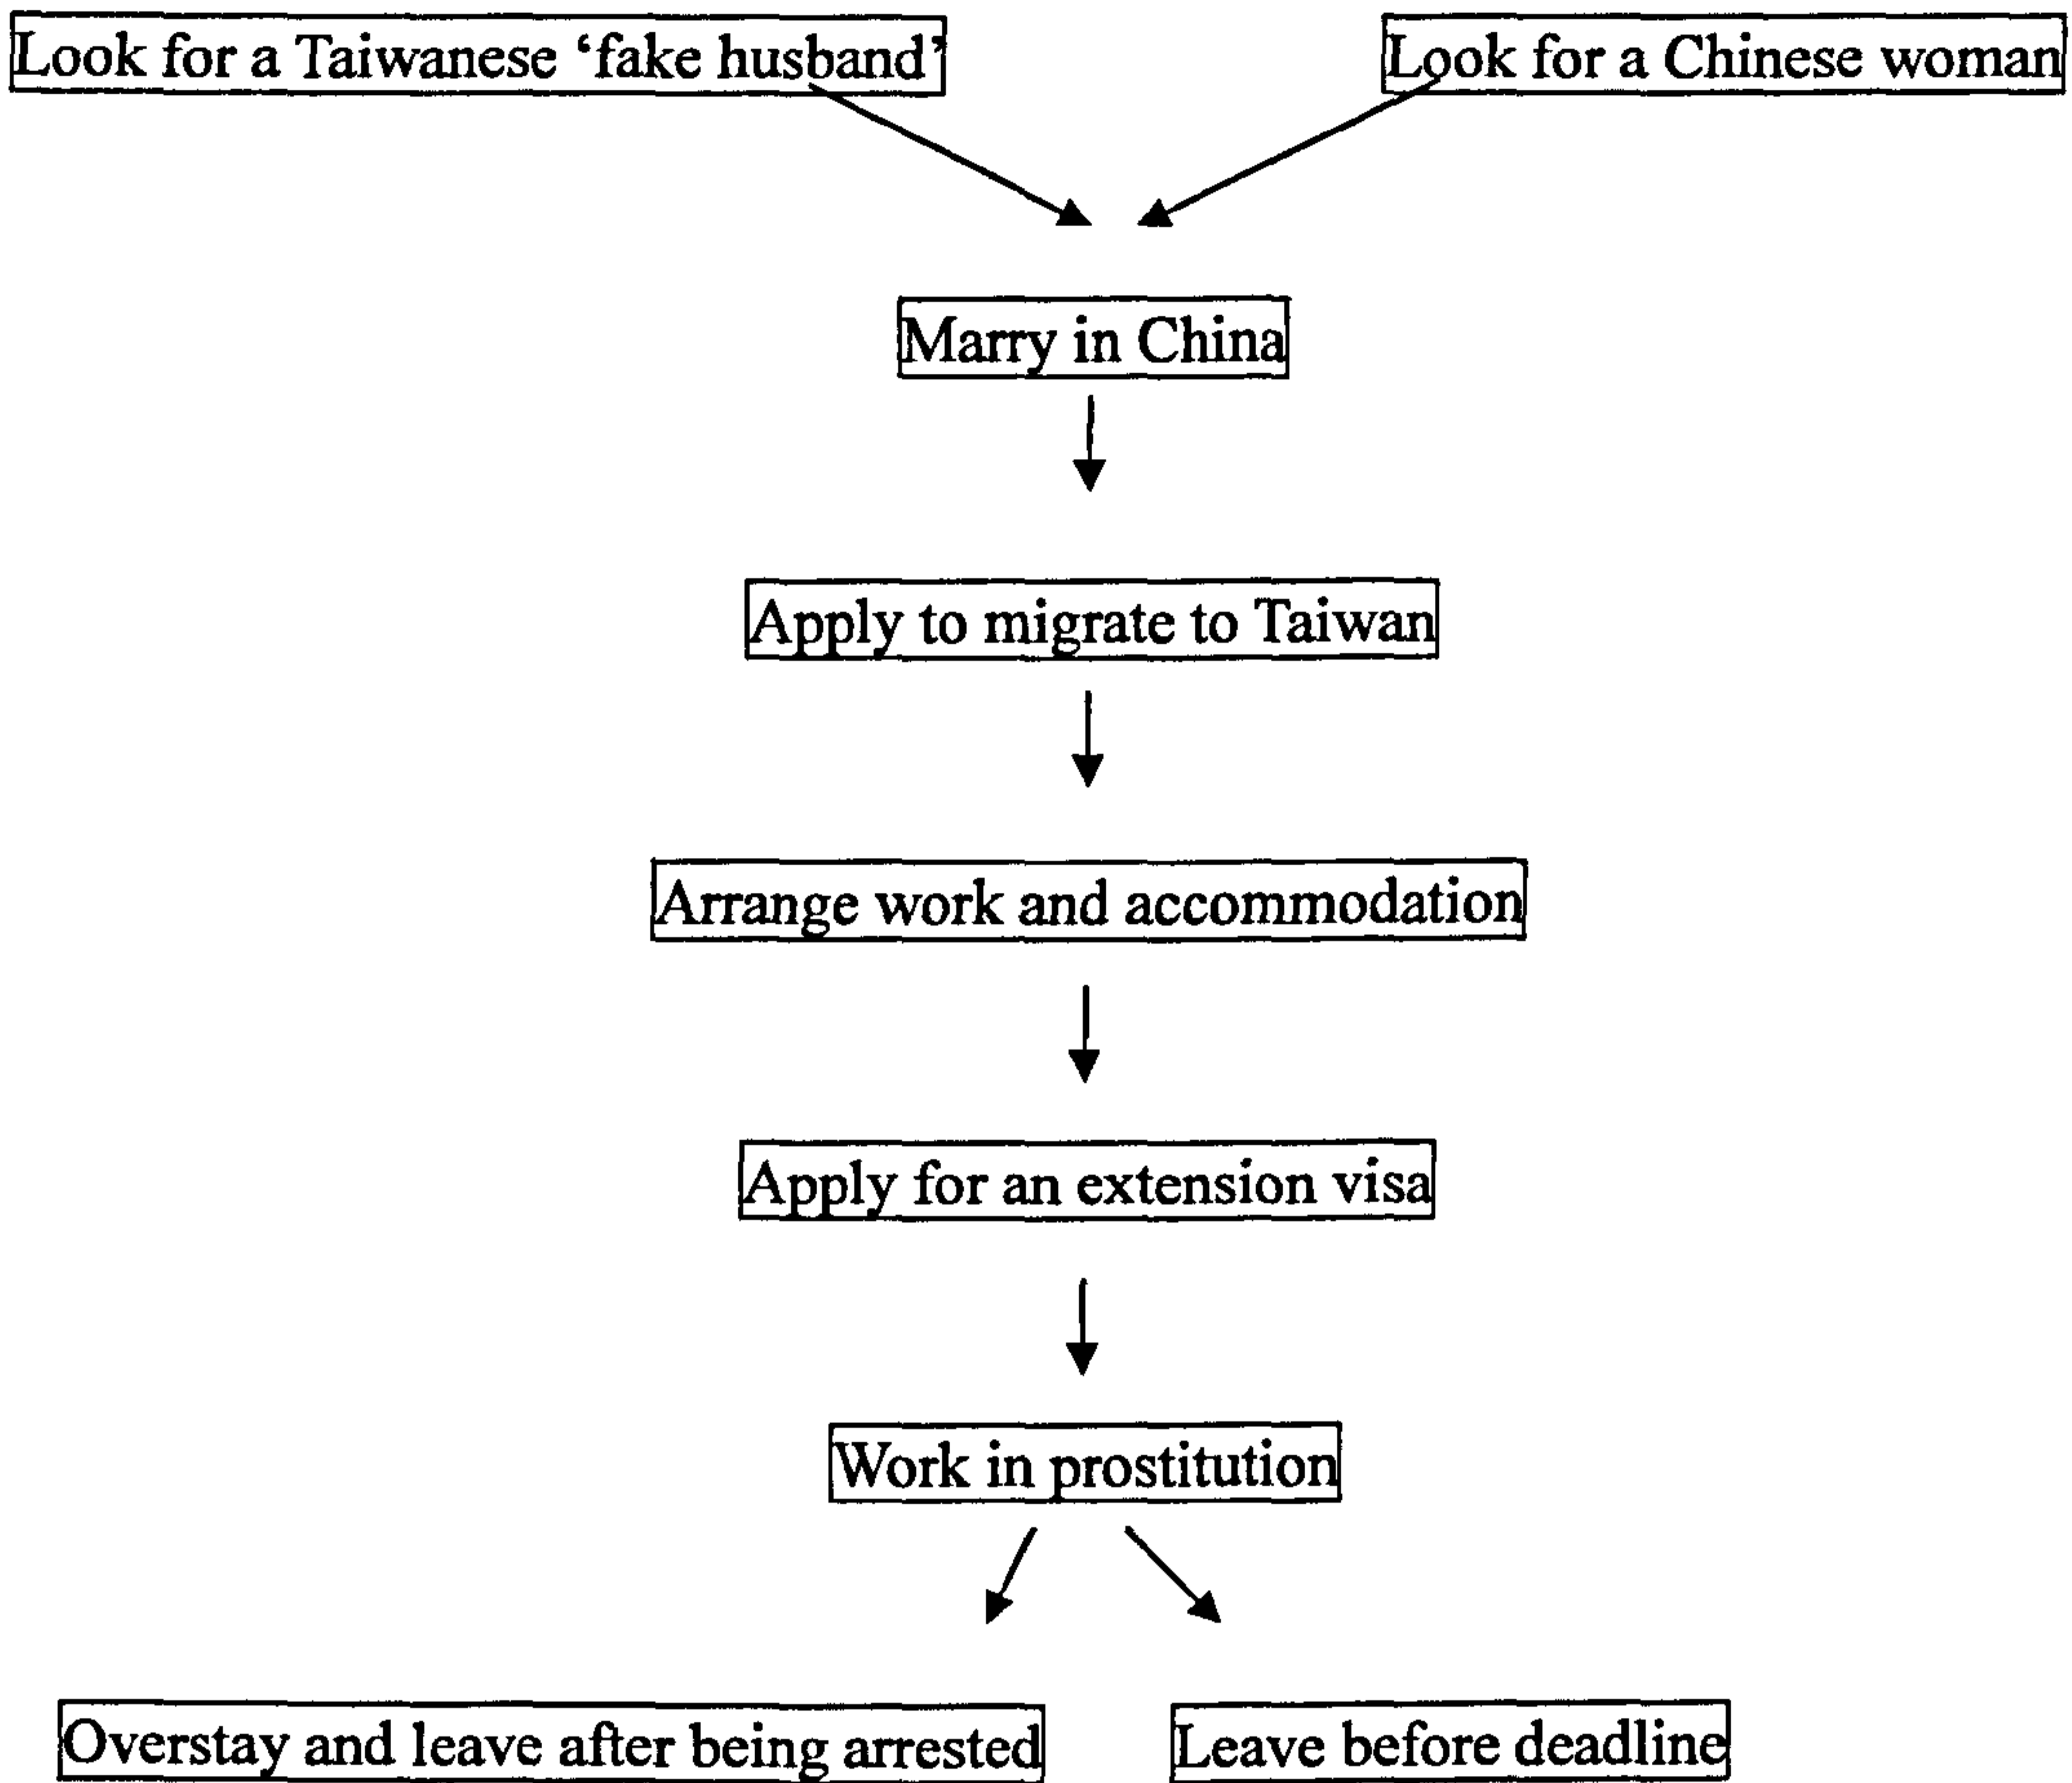 Look for a Taiwanese ‘fake husband’
Look for a Chinese woman
Marry in China
Apply to migrate to Taiwan
Arrange work and accommodation
Apply for an extension visa
Work in prostitution
Overstay and leave after being arrested
Leave before deadline